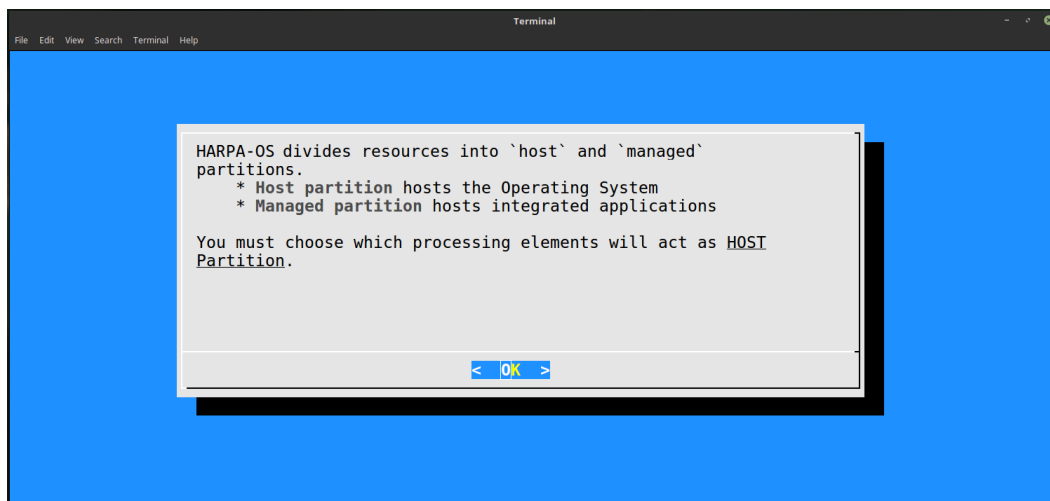 Terminal
File Edit View Search Terminal Help
HARPA-OS divides resources into `host` and `managed`
partitions.
* Host partition hosts the Operating System
* Managed partition hosts integrated applications
You must choose which processing elements will act as HOST
Partition.
< OK >